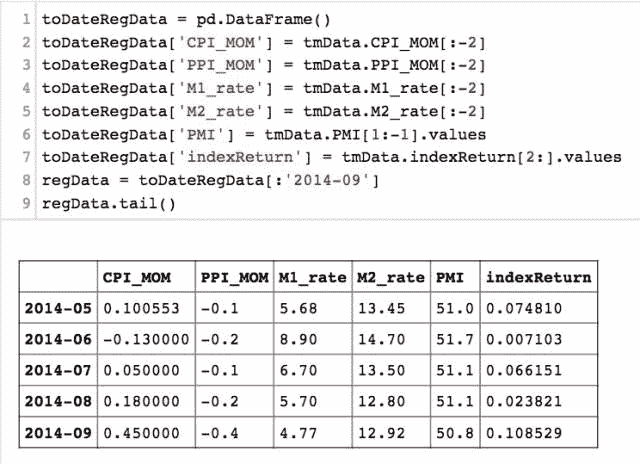 1 toDateRegData = pd.DataFrame()
2 toDateRegData['CPI_MOM'] = tmData.CPI_MOM[:-2]
3 toDateRegData['PPI_MOM'] = tmData.PPI_MOM[:-2]
4 toDateRegData['M1_rate'] = tmData.M1_rate[:-2]
5 toDateRegData['M2_rate'] = tmData.M2_rate[:-2]
6 toDateRegData['PMI'] = tmData.PMI[1:-1].values
7 toDateRegData['indexReturn'] = tmData.indexReturn[2:].values
8 regData = toDateRegData[:'2014-09']
9 regData.tail()
CPI_MOM PPI_MOM M1_rate M2_rate PMI indexReturn
2014-05 0.100553 -0.1 5.68 13.45 51.0 0.074810
2014-06 -0.130000 -0.2 8.90 14.70 51.7 0.007103
2014-07 0.050000 -0.1 6.70 13.50 51.1 0.066151
2014-08 0.180000 -0.2 5.70 12.80 51.1 0.023821
2014-09 0.450000 -0.4 4.77 12.92 50.8 0.108529